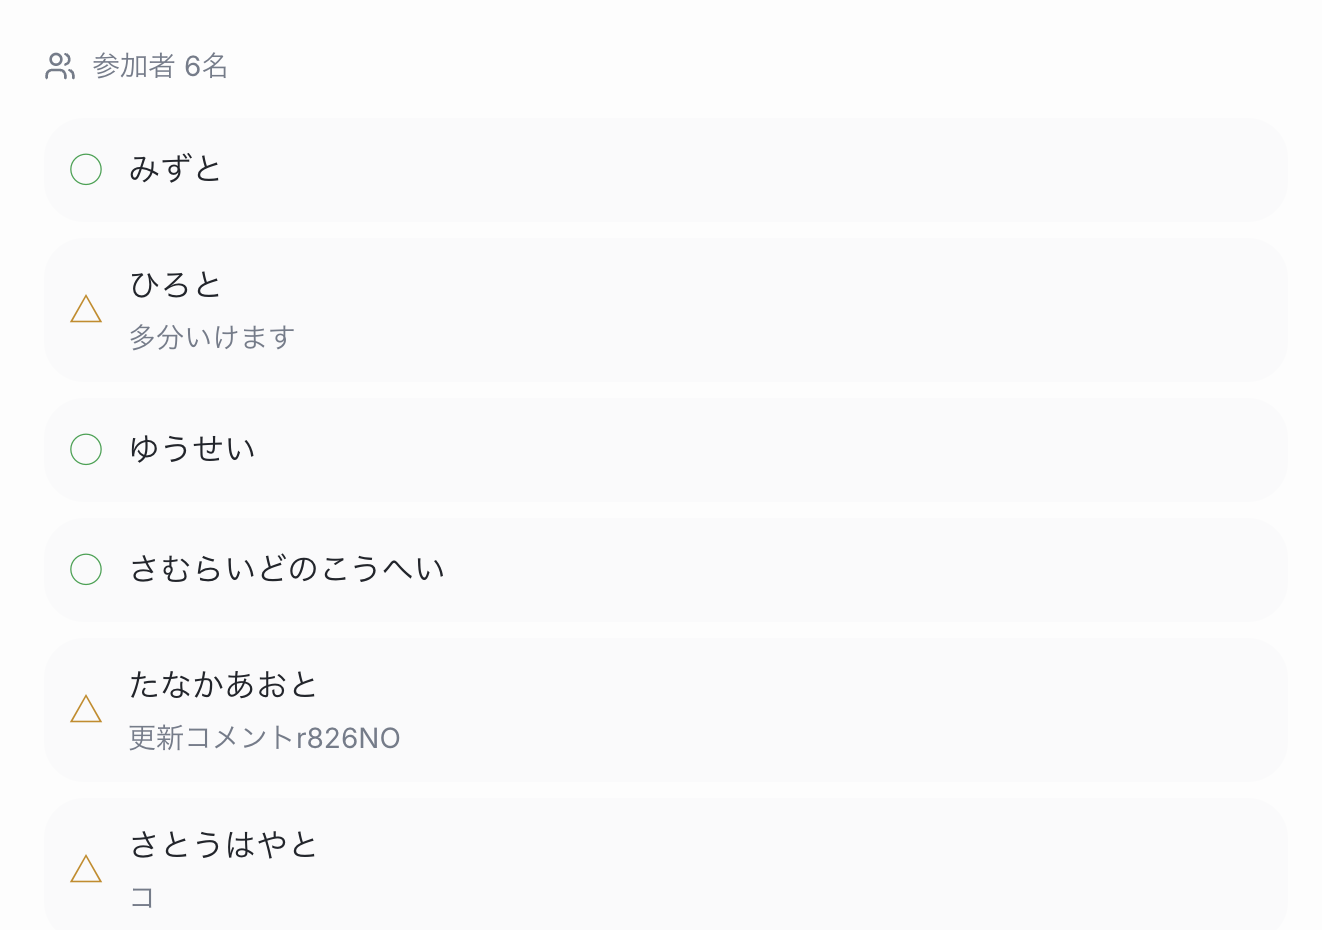 参加者 6名
みずと
ひろと
多分いけます
ゆうせい
さむらいどのこうへい
たなかあおと
更新コメントr826NO
さとうはやと
コ